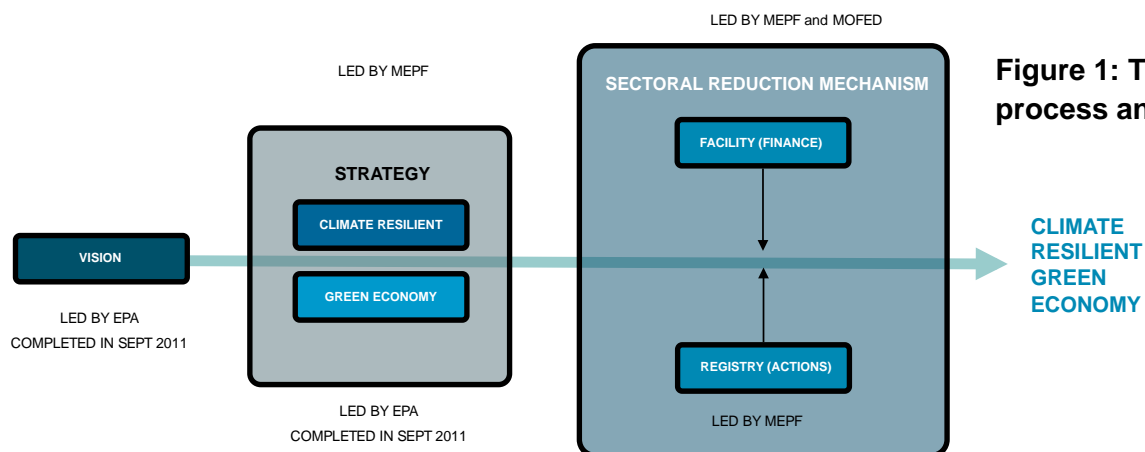 LED BY MEPF and MOFED
LED BY MEPF
Figure 1: T
process an
SECTORAL REDUCTION MECHANISM
FACILITY (FINANCE)
STRATEGY
CLIMATE RESILIENT
VISION
GREEN ECONOMY
CLIMATE
RESILIENT
GREEN
ECONOMY
LED BY EPA
COMPLETED IN SEPT 2011
REGISTRY (ACTIONS)
LED BY MEPF
LED BY EPA
COMPLETED IN SEPT 2011